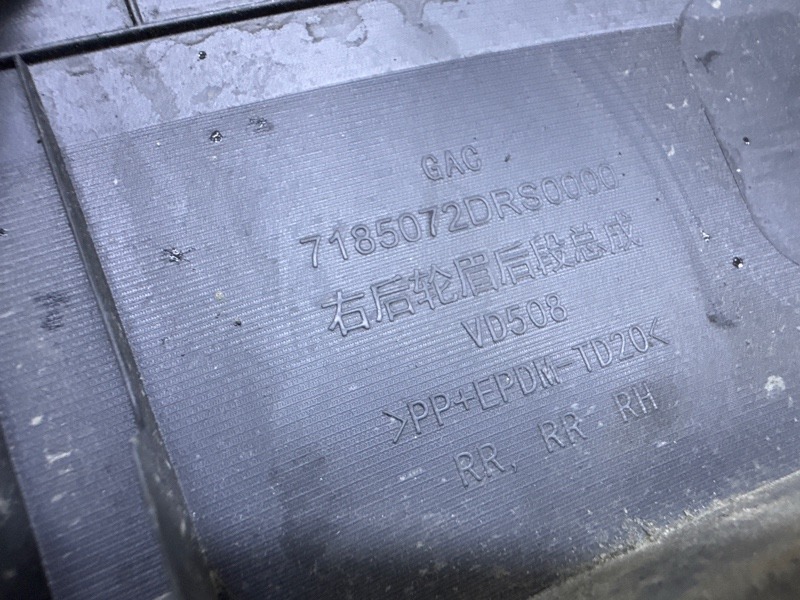 GAC
7185072DRS0000
右后轮眉后段总成
VD508
>PP+EPDM-TD20<
RR, RR RH